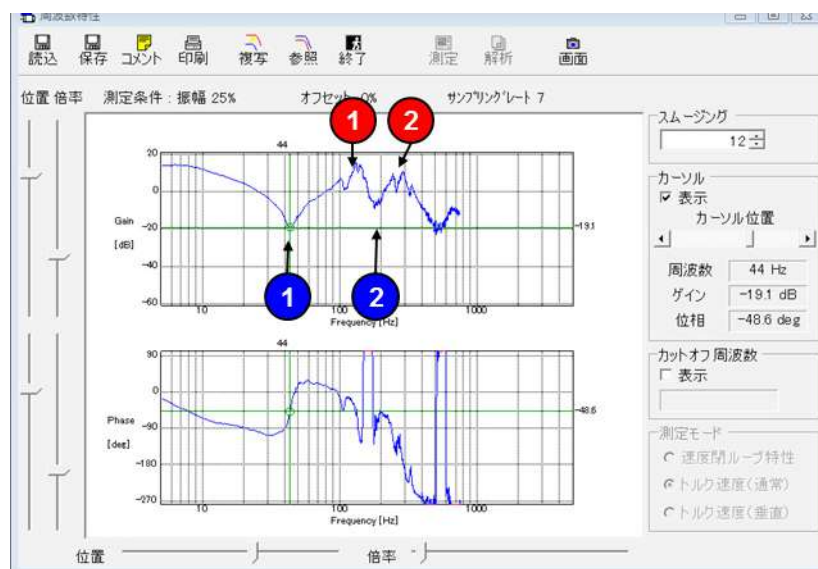 周波数特性
読込 保存 コメント 印刷 複写 参照 終了 測定 解析 画面
位置 倍率 測定条件：振幅 25% オフセット 0% サンプリングレート 7
スムージング
12
カーソル
表示
カーソル位置
周波数 44 Hz
ゲイン -19.1 dB
位相 -48.6 deg
カットオフ周波数
表示
測定モード
速度閉ループ特性
トルク速度(通常)
トルク速度(垂直)
1 2
44
20
0
Gain -20 -19.1
[dB]
-40
-60
1 2
10 100 1000
Frequency [Hz]
44
90
0
Phase -90 -48.6
[deg]
-180
-270
10 100 1000
Frequency [Hz]
位置 倍率